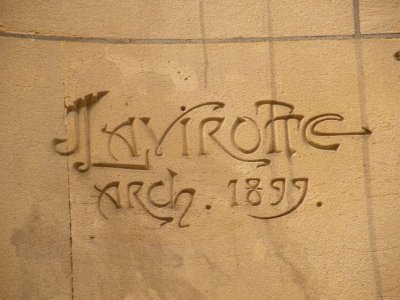 J LAVIROTTE
ARCh. 1899.